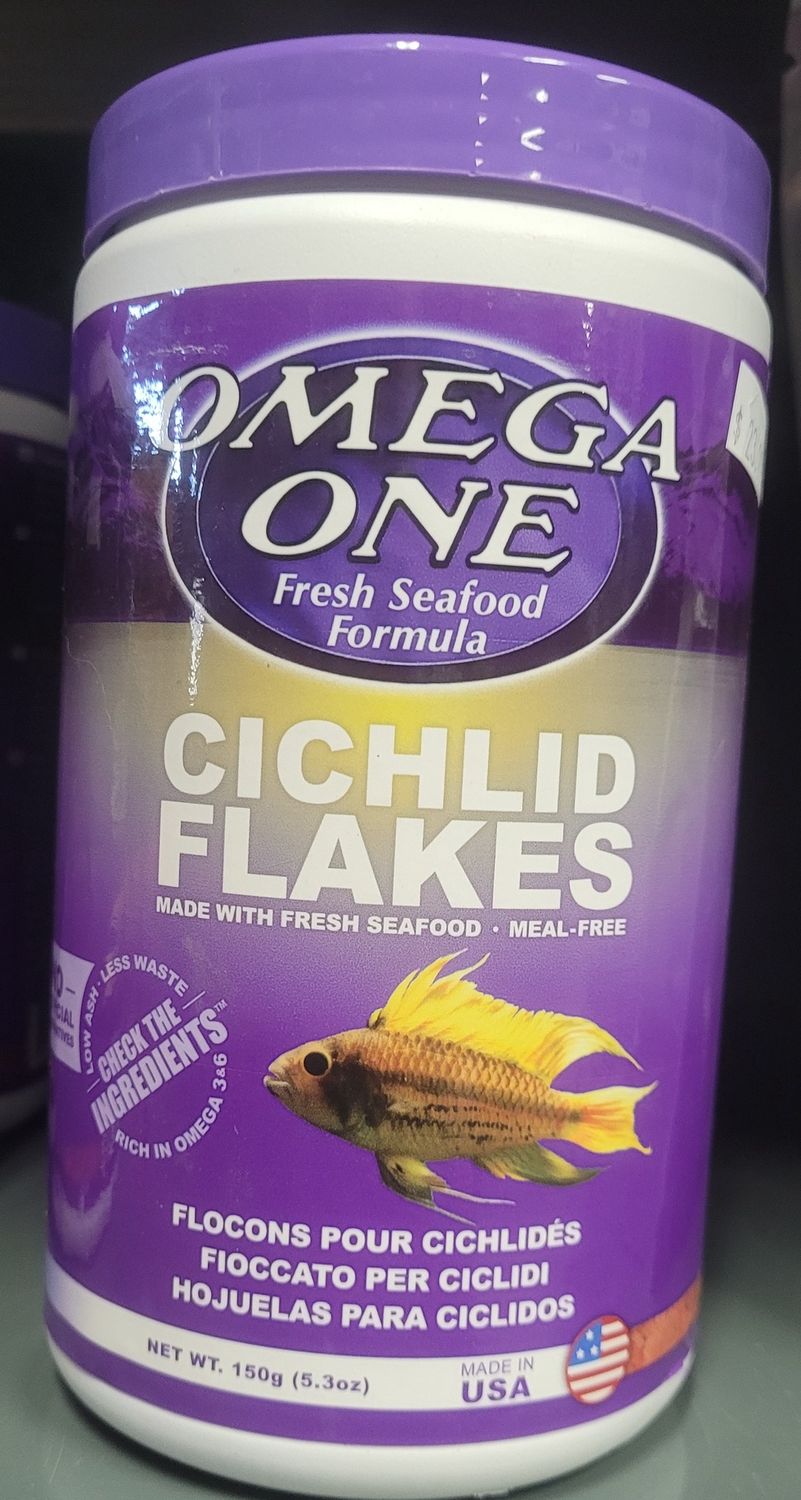 OMEGA
ONE
Fresh Seafood
Formula
CICHLID
FLAKES
MADE WITH FRESH SEAFOOD · MEAL-FREE
LOW ASH · LESS WASTE
CHECK THE
INGREDIENTS™
RICH IN OMEGA 3&6
FLOCONS POUR CICHLIDÉS
FIOCCATO PER CICLIDI
HOJUELAS PARA CICLIDOS
NET WT. 150g (5.3oz)
MADE IN
USA